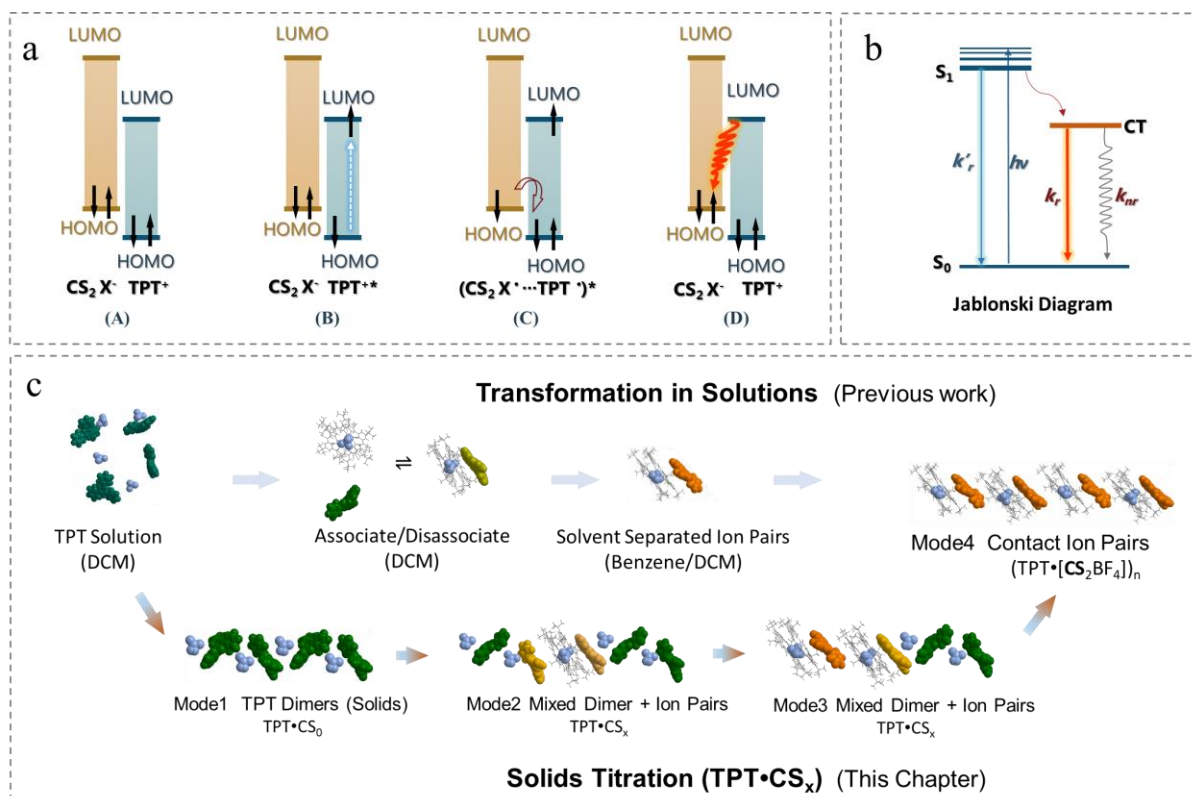 a
LUMO
LUMO
HOMO
HOMO
CS₂ X⁻ TPT⁺
(A)
LUMO
LUMO
HOMO
HOMO
CS₂ X⁻ TPT⁺*
(B)
LUMO
LUMO
HOMO
HOMO
(CS₂ X•···TPT•)*
(C)
LUMO
LUMO
HOMO
HOMO
CS₂ X⁻ TPT⁺
(D)
b
S₁
CT
k'ᵣ
hν
kᵣ
kₙᵣ
S₀
Jablonski Diagram
c
Transformation in Solutions (Previous work)
⇌
TPT Solution
(DCM)
Associate/Disassociate
(DCM)
Solvent Separated Ion Pairs
(Benzene/DCM)
Mode4 Contact Ion Pairs
(TPT•[CS₂BF₄])ₙ
Mode1 TPT Dimers (Solids)
TPT•CS₀
Mode2 Mixed Dimer + Ion Pairs
TPT•CSₓ
Mode3 Mixed Dimer + Ion Pairs
TPT•CSₓ
Solids Titration (TPT•CSₓ) (This Chapter)